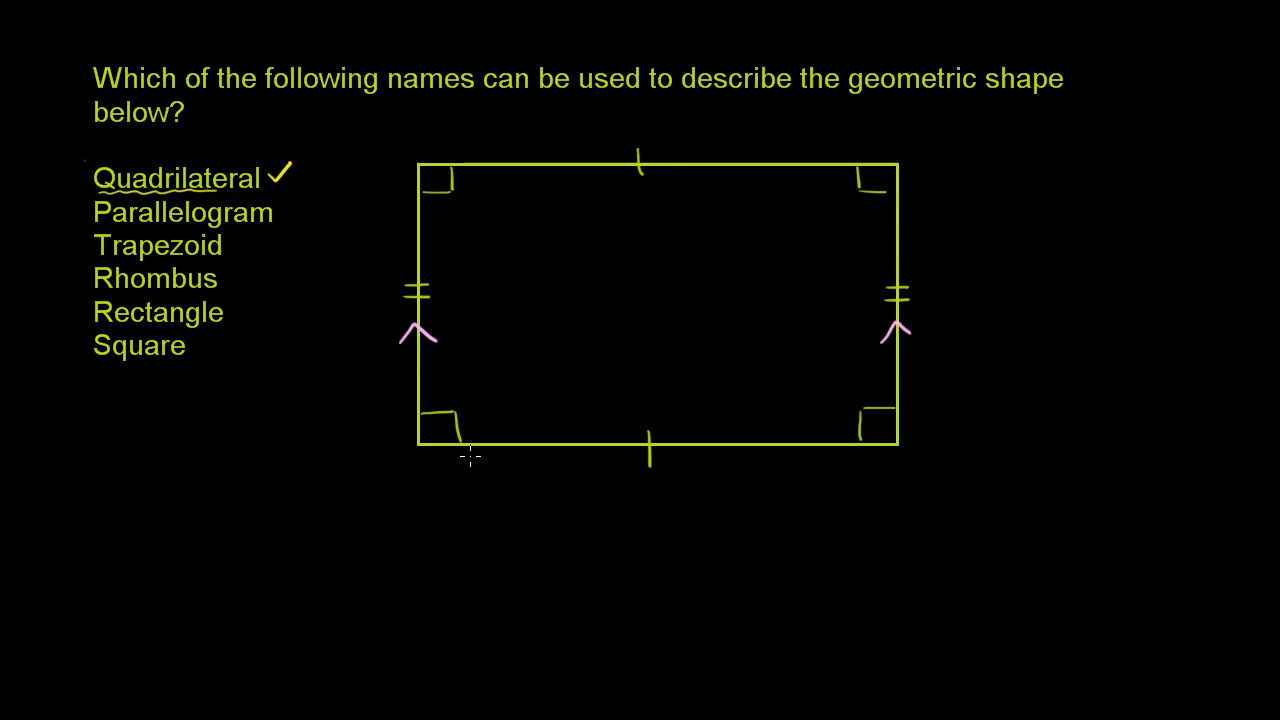 Which of the following names can be used to describe the geometric shape
below?
Quadrilateral
Parallelogram
Trapezoid
Rhombus
Rectangle
Square